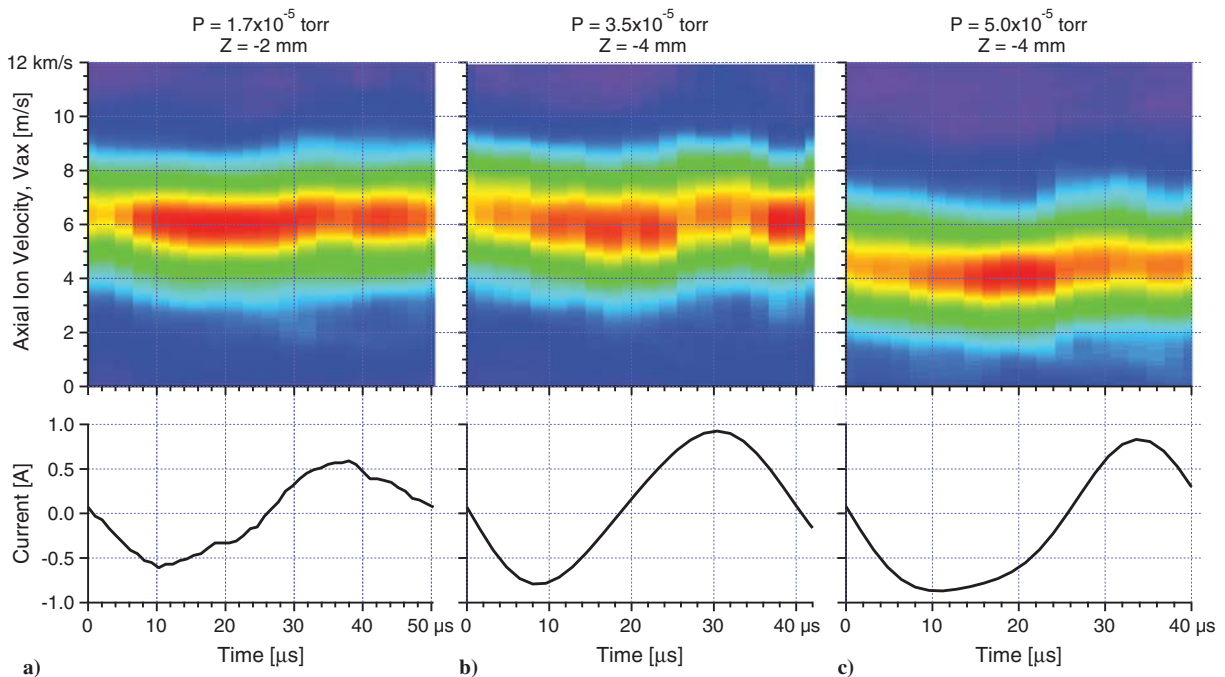 P = 1.7x10⁻⁵ torr
Z = -2 mm
P = 3.5x10⁻⁵ torr
Z = -4 mm
P = 5.0x10⁻⁵ torr
Z = -4 mm
Axial Ion Velocity, Vax [m/s]
12 km/s
10
8
6
4
2
0
Current [A]
1.0
0.5
0.0
-0.5
-1.0
0 10 20 30 40 50 µs
0 10 20 30 40 µs
0 10 20 30 40 µs
a) Time [µs]
b) Time [µs]
c) Time [µs]